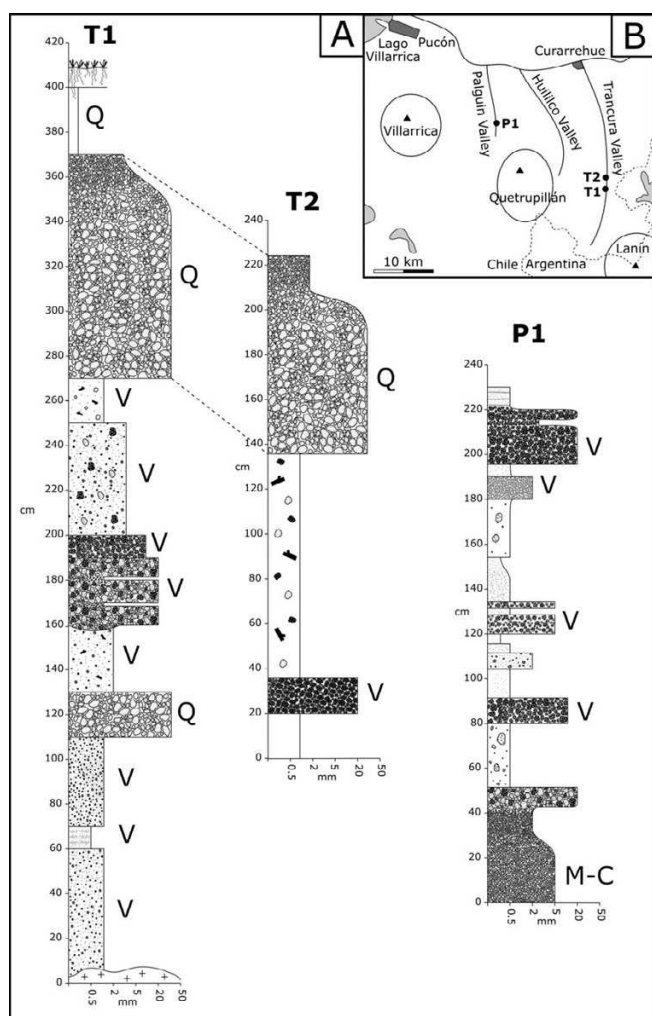 T1
A
420
400
380
360
340
320
300
280
260
240
220
cm
200
180
160
140
120
100
80
60
40
20
0
0.5
2
5
20
50
mm
Q
Q
V
V
V
V
V
Q
V
V
V
T2
240
220
200
180
160
140
cm
120
100
80
60
40
20
0
0.5
2
5
20
50
mm
Q
V
B
Lago
Villarrica
Pucón
Curarrehue
Palguin Valley
Huililco Valley
Trancura Valley
P1
Villarrica
Quetrupillán
T2
T1
Lanín
Chile
Argentina
10 km
P1
240
220
200
180
160
140
cm
120
100
80
60
40
20
0
0.5
2
5
20
50
mm
V
V
V
V
M-C